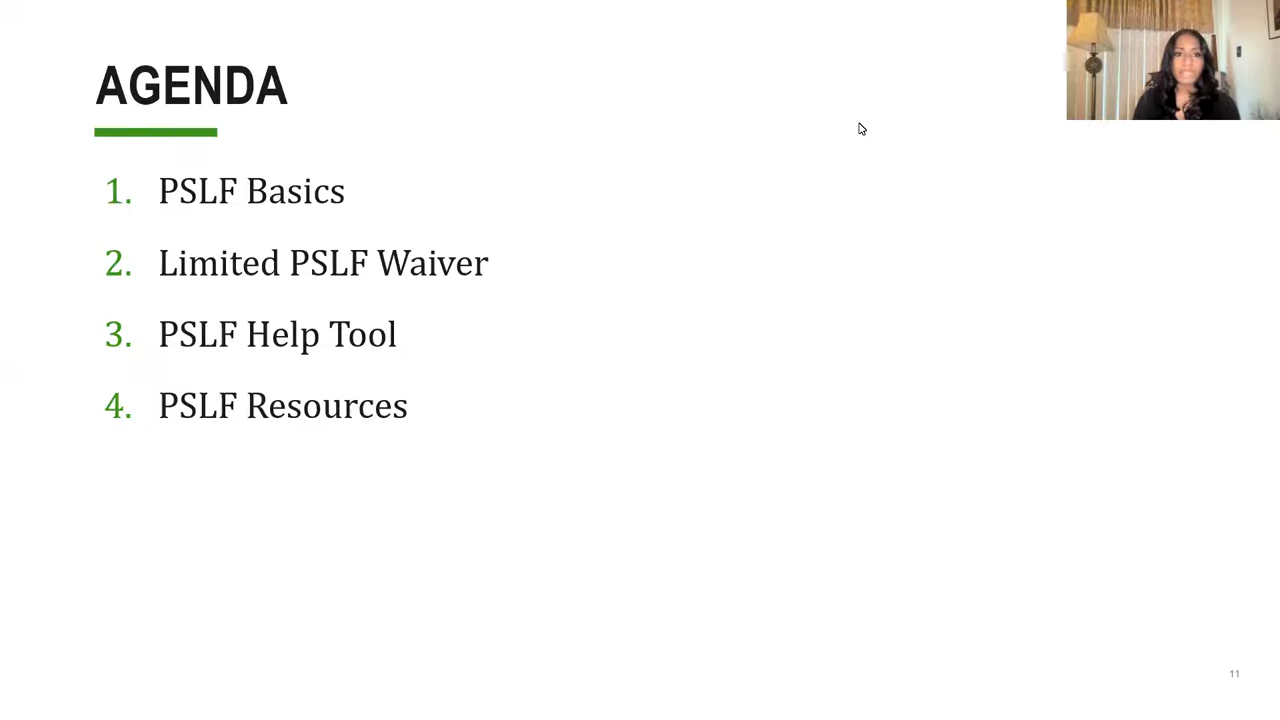 AGENDA
1. PSLF Basics
2. Limited PSLF Waiver
3. PSLF Help Tool
4. PSLF Resources
11